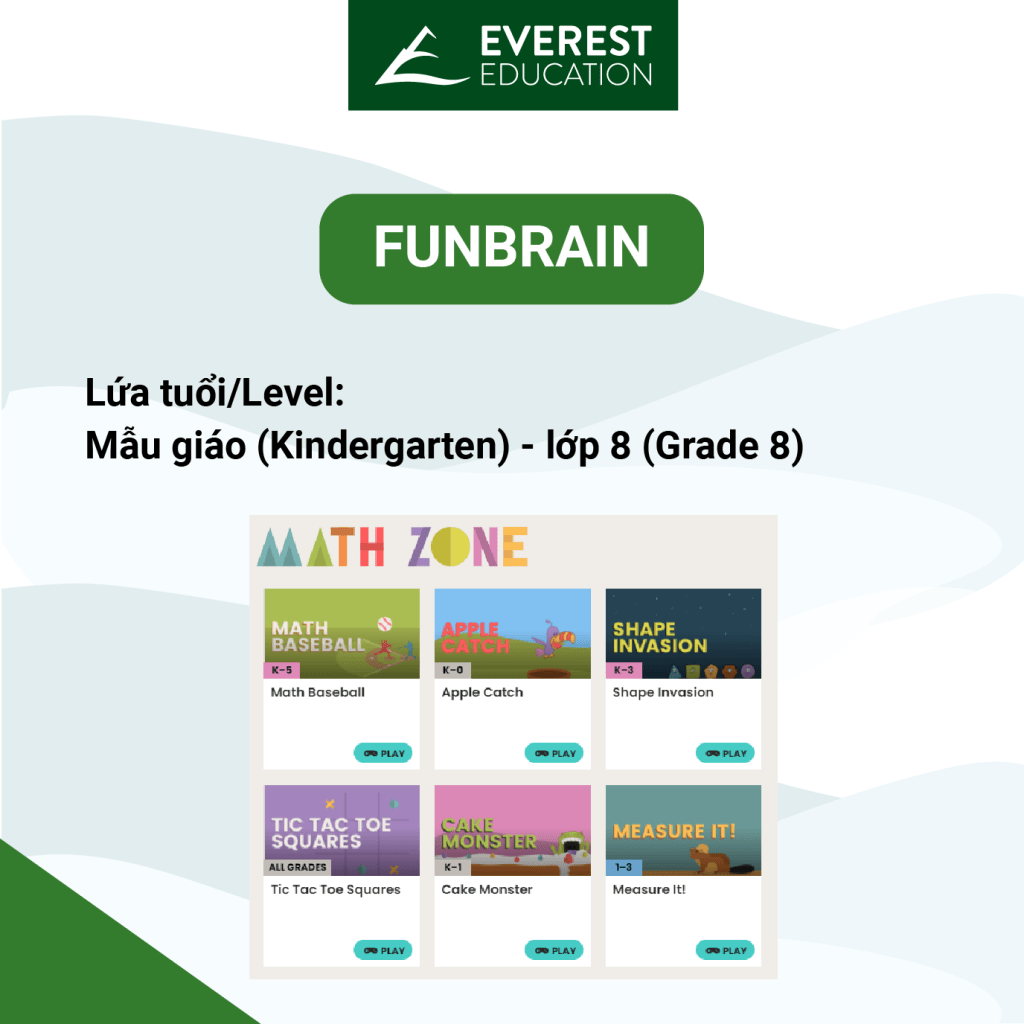 EVEREST
EDUCATION
FUNBRAIN
Lứa tuổi/Level:
Mẫu giáo (Kindergarten) - lớp 8 (Grade 8)
MATH ZONE
MATH
BASEBALL
K-5
Math Baseball
PLAY
APPLE
CATCH
K-0
Apple Catch
PLAY
SHAPE
INVASION
K-3
Shape Invasion
PLAY
TIC TAC TOE
SQUARES
ALL GRADES
Tic Tac Toe Squares
PLAY
CAKE
MONSTER
K-1
Cake Monster
PLAY
MEASURE IT!
1-3
Measure It!
PLAY